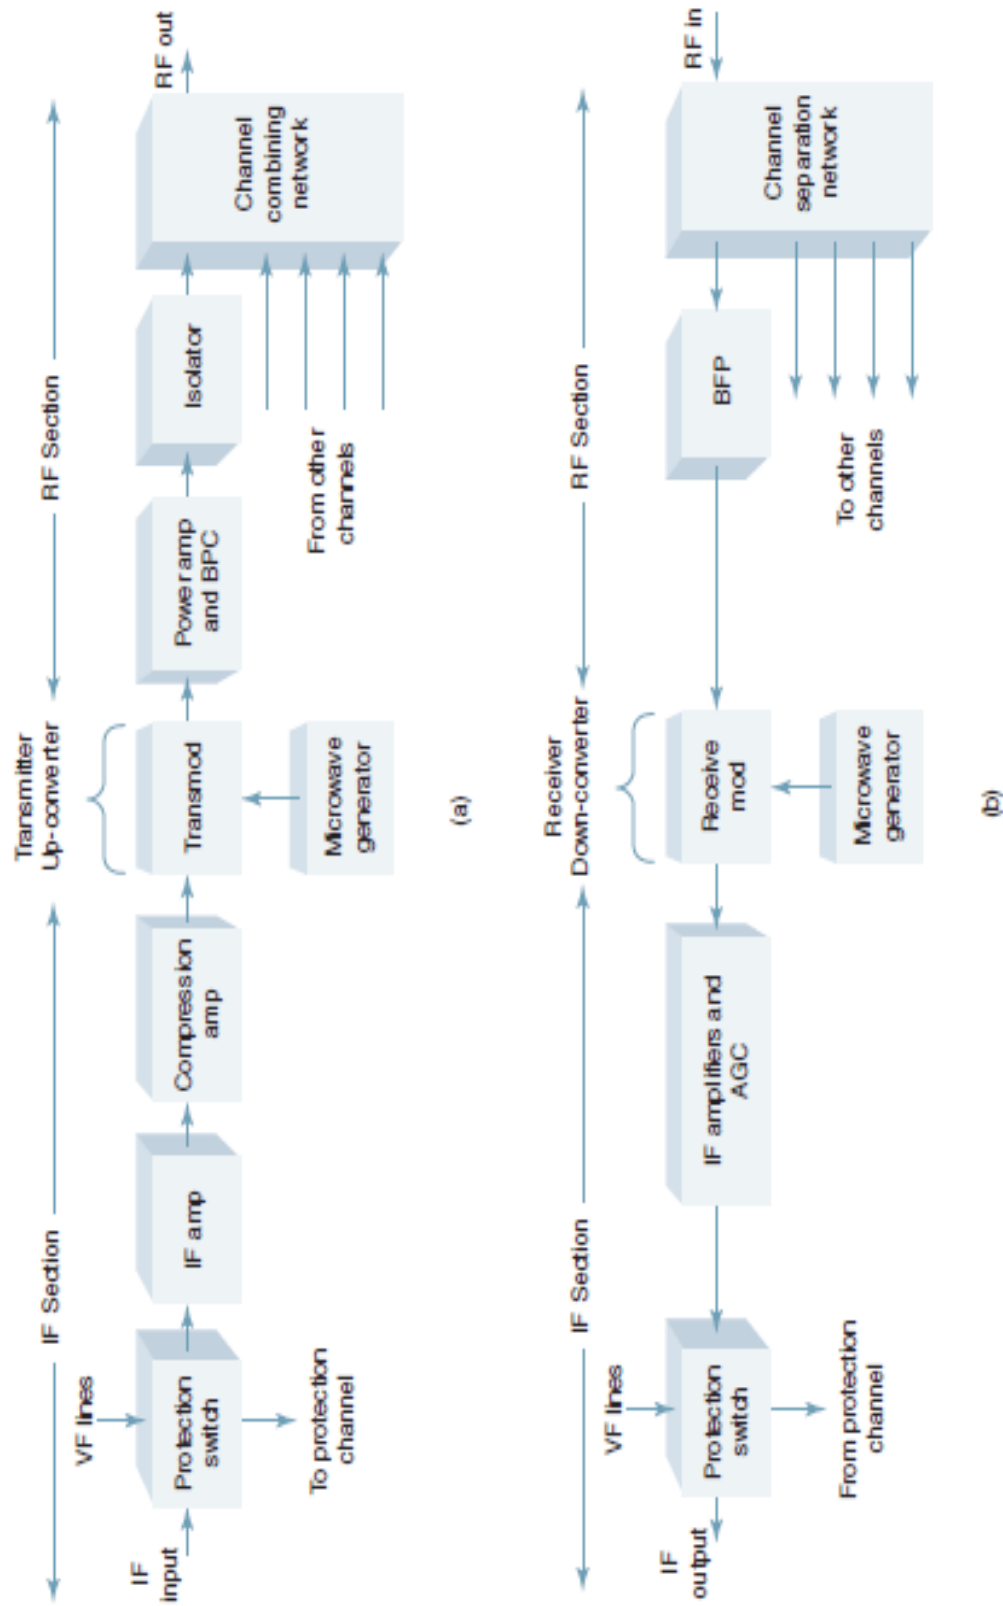 Transmitter
Up-converter
IF Section
RF Section
VF lines
IF
input
Protection
switch
To protection
channel
IF amp
Compression
amp
Transmod
Microwave
generator
Power amp
and BPC
Isolator
From other
channels
Channel
combining
network
RF out
(a)
Receiver
Down-converter
IF Section
RF Section
VF lines
IF
output
Protection
switch
From protection
channel
IF amplifiers and
AGC
Receive
mod
Microwave
generator
BFP
To other
channels
Channel
separation
network
RF in
(b)